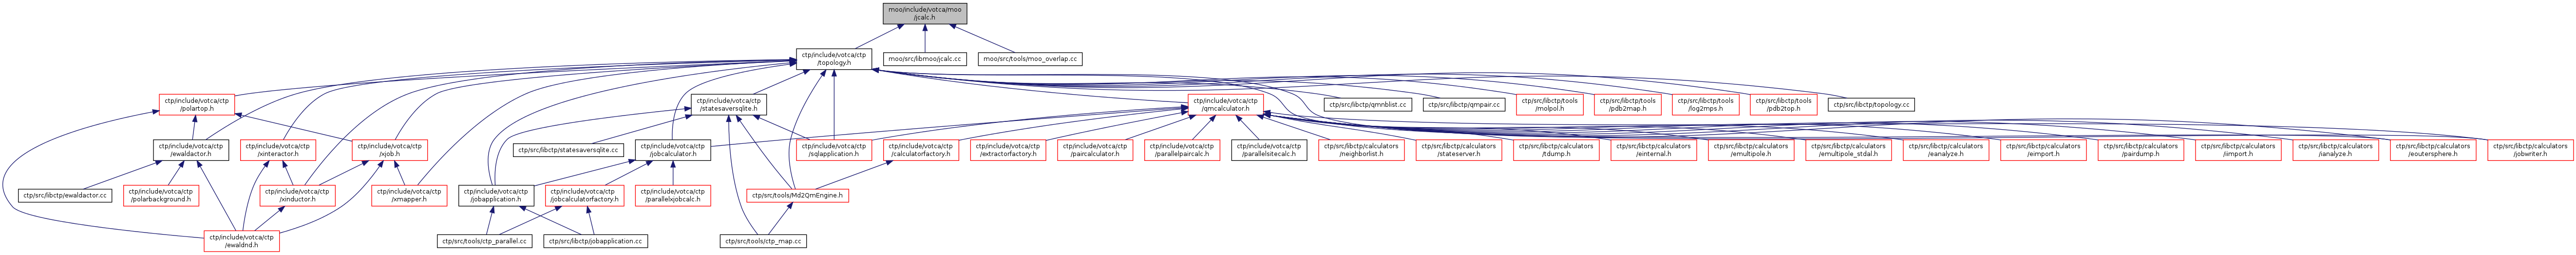 moo/include/votca/moo
/jcalc.h
ctp/include/votca/ctp
/topology.h
moo/src/libmoo/jcalc.cc
moo/src/tools/moo_overlap.cc
ctp/include/votca/ctp
/polartop.h
ctp/include/votca/ctp
/statesaversqlite.h
ctp/include/votca/ctp
/qmcalculator.h
ctp/src/libctp/qmnblist.cc
ctp/src/libctp/qmpair.cc
ctp/src/libctp/tools
/molpol.h
ctp/src/libctp/tools
/pdb2map.h
ctp/src/libctp/tools
/log2mps.h
ctp/src/libctp/tools
/pdb2top.h
ctp/src/libctp/topology.cc
ctp/include/votca/ctp
/ewaldactor.h
ctp/include/votca/ctp
/xinteractor.h
ctp/include/votca/ctp
/xjob.h
ctp/src/libctp/statesaversqlite.cc
ctp/include/votca/ctp
/jobcalculator.h
ctp/include/votca/ctp
/sqlapplication.h
ctp/include/votca/ctp
/calculatorfactory.h
ctp/include/votca/ctp
/extractorfactory.h
ctp/include/votca/ctp
/paircalculator.h
ctp/include/votca/ctp
/parallelpaircalc.h
ctp/include/votca/ctp
/parallelsitecalc.h
ctp/src/libctp/calculators
/neighborlist.h
ctp/src/libctp/calculators
/stateserver.h
ctp/src/libctp/calculators
/tdump.h
ctp/src/libctp/calculators
/einternal.h
ctp/src/libctp/calculators
/emultipole.h
ctp/src/libctp/calculators
/emultipole_stdal.h
ctp/src/libctp/calculators
/eanalyze.h
ctp/src/libctp/calculators
/eimport.h
ctp/src/libctp/calculators
/pairdump.h
ctp/src/libctp/calculators
/iimport.h
ctp/src/libctp/calculators
/ianalyze.h
ctp/src/libctp/calculators
/eoutersphere.h
ctp/src/libctp/calculators
/jobwriter.h
ctp/src/libctp/ewaldactor.cc
ctp/include/votca/ctp
/polarbackground.h
ctp/include/votca/ctp
/xinductor.h
ctp/include/votca/ctp
/xmapper.h
ctp/include/votca/ctp
/jobapplication.h
ctp/include/votca/ctp
/jobcalculatorfactory.h
ctp/include/votca/ctp
/parallelxjobcalc.h
ctp/src/tools/Md2QmEngine.h
ctp/include/votca/ctp
/ewaldnd.h
ctp/src/tools/ctp_parallel.cc
ctp/src/libctp/jobapplication.cc
ctp/src/tools/ctp_map.cc